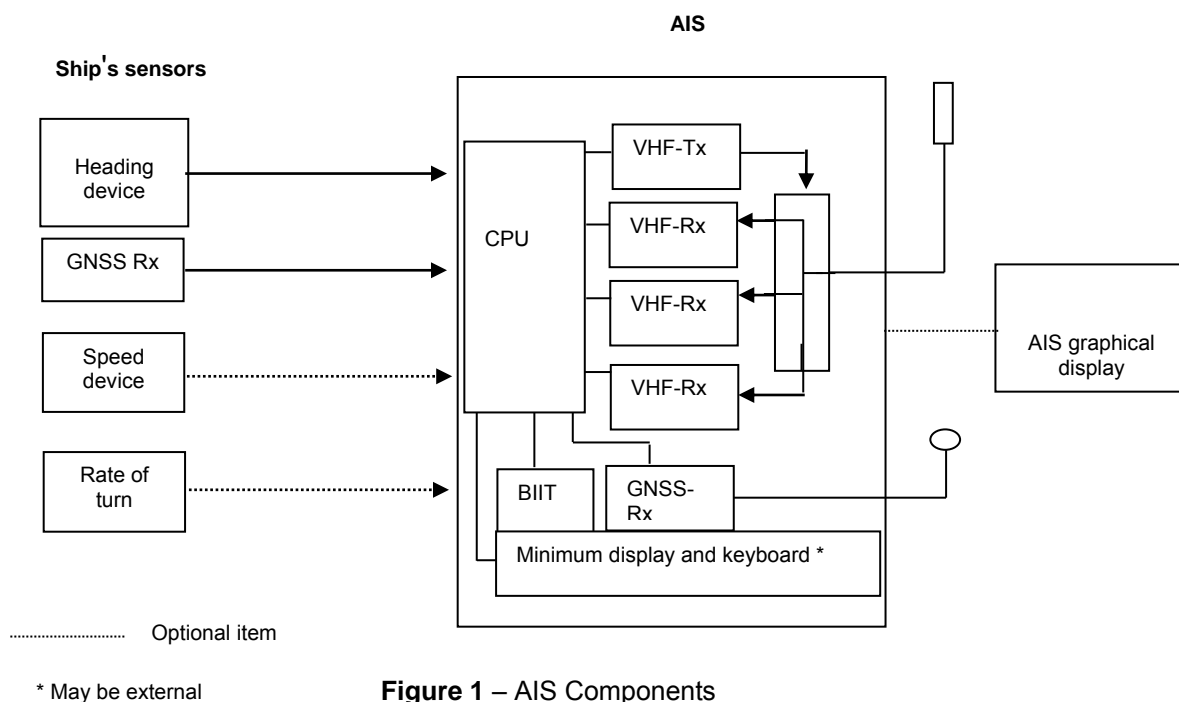 AIS
Ship's sensors
Heading
device
GNSS Rx
Speed
device
Rate of
turn
VHF-Tx
VHF-Rx
VHF-Rx
VHF-Rx
CPU
BIIT
GNSS-
Rx
Minimum display and keyboard *
AIS graphical
display
Optional item
* May be external
Figure 1 – AIS Components